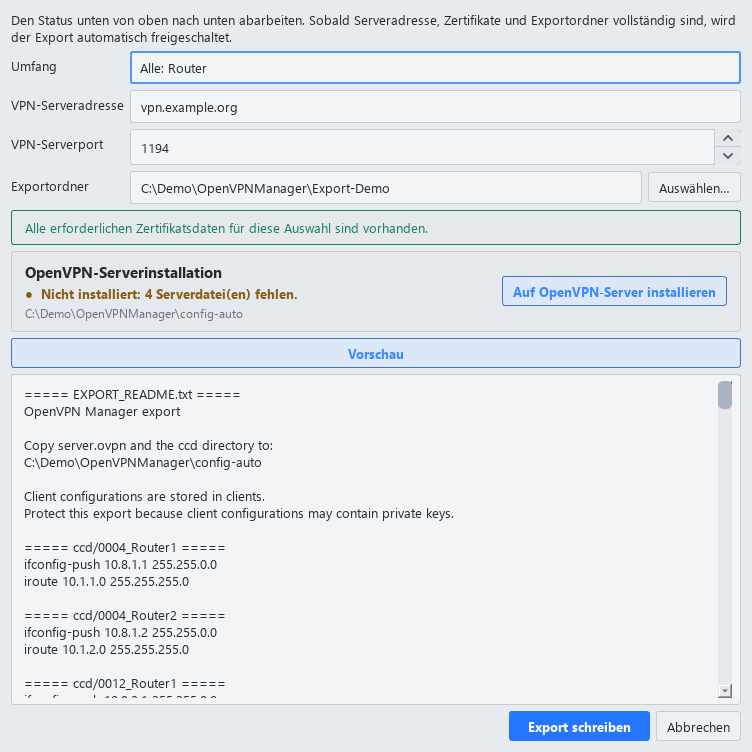 Den Status unten von oben nach unten abarbeiten. Sobald Serveradresse, Zertifikate und Exportordner vollständig sind, wird
der Export automatisch freigeschaltet.
Umfang
Alle: Router
VPN-Serveradresse
vpn.example.org
VPN-Serverport
1194
Exportordner
C:\Demo\OpenVPNManager\Export-Demo
Auswählen...
Alle erforderlichen Zertifikatsdaten für diese Auswahl sind vorhanden.
OpenVPN-Serverinstallation
● Nicht installiert: 4 Serverdatei(en) fehlen.
C:\Demo\OpenVPNManager\config-auto
Auf OpenVPN-Server installieren
Vorschau
===== EXPORT_README.txt =====
OpenVPN Manager export
Copy server.ovpn and the ccd directory to:
C:\Demo\OpenVPNManager\config-auto
Client configurations are stored in clients.
Protect this export because client configurations may contain private keys.
===== ccd/0004_Router1 =====
ifconfig-push 10.8.1.1 255.255.0.0
iroute 10.1.1.0 255.255.255.0
===== ccd/0004_Router2 =====
ifconfig-push 10.8.1.2 255.255.0.0
iroute 10.1.2.0 255.255.255.0
===== ccd/0012_Router1 =====
Export schreiben
Abbrechen